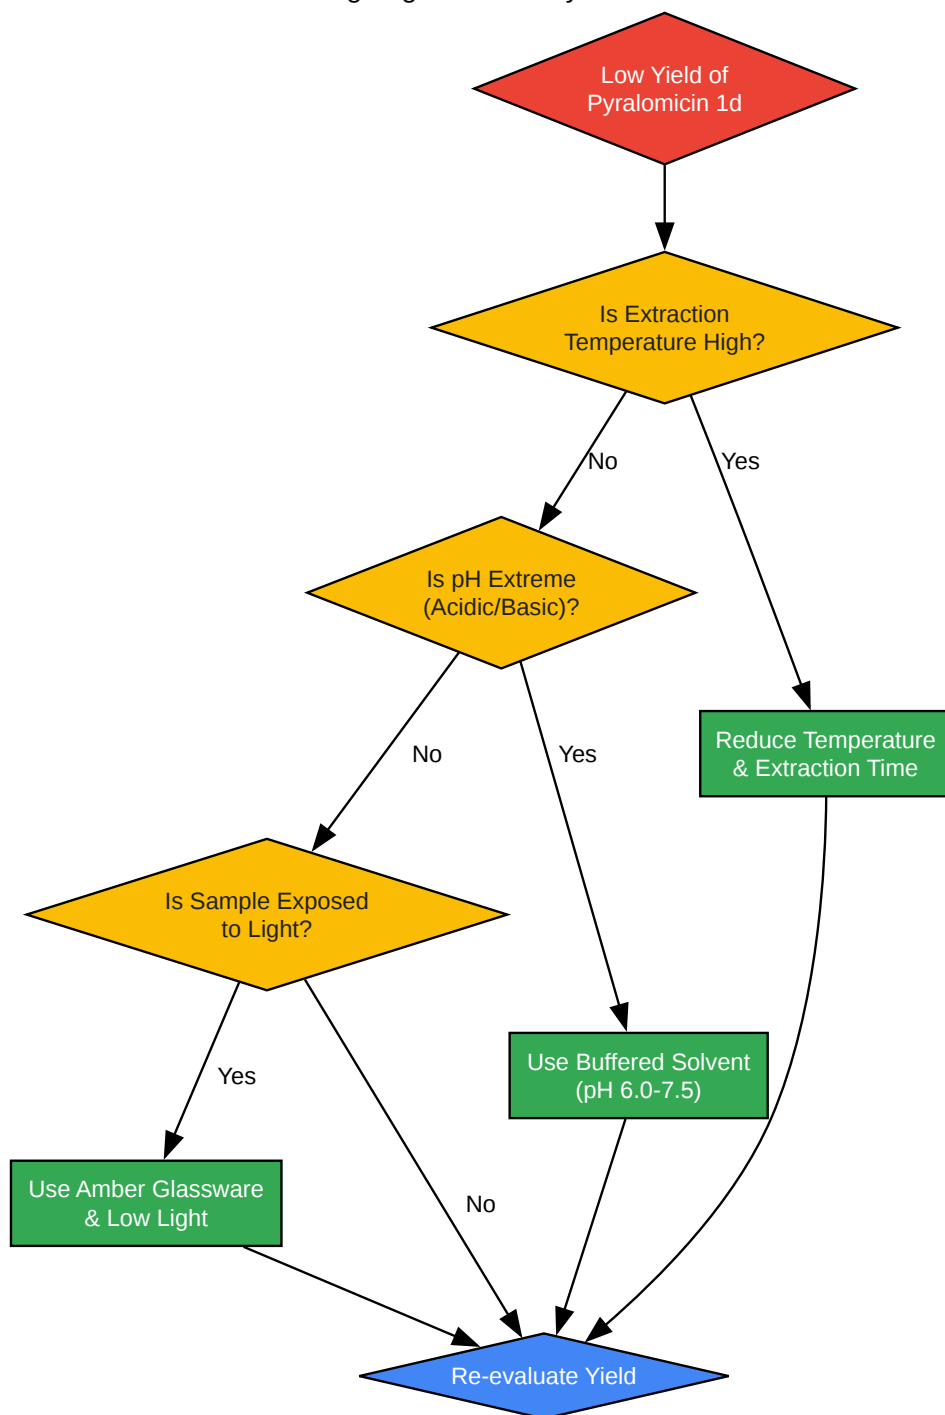 Low Yield of
Pyralomicin 1d
Is Extraction
Temperature High?
No
Yes
Is pH Extreme
(Acidic/Basic)?
Reduce Temperature
& Extraction Time
No
Yes
Is Sample Exposed
to Light?
Use Buffered Solvent
(pH 6.0-7.5)
Yes
Use Amber Glassware
& Low Light
No
Re-evaluate Yield